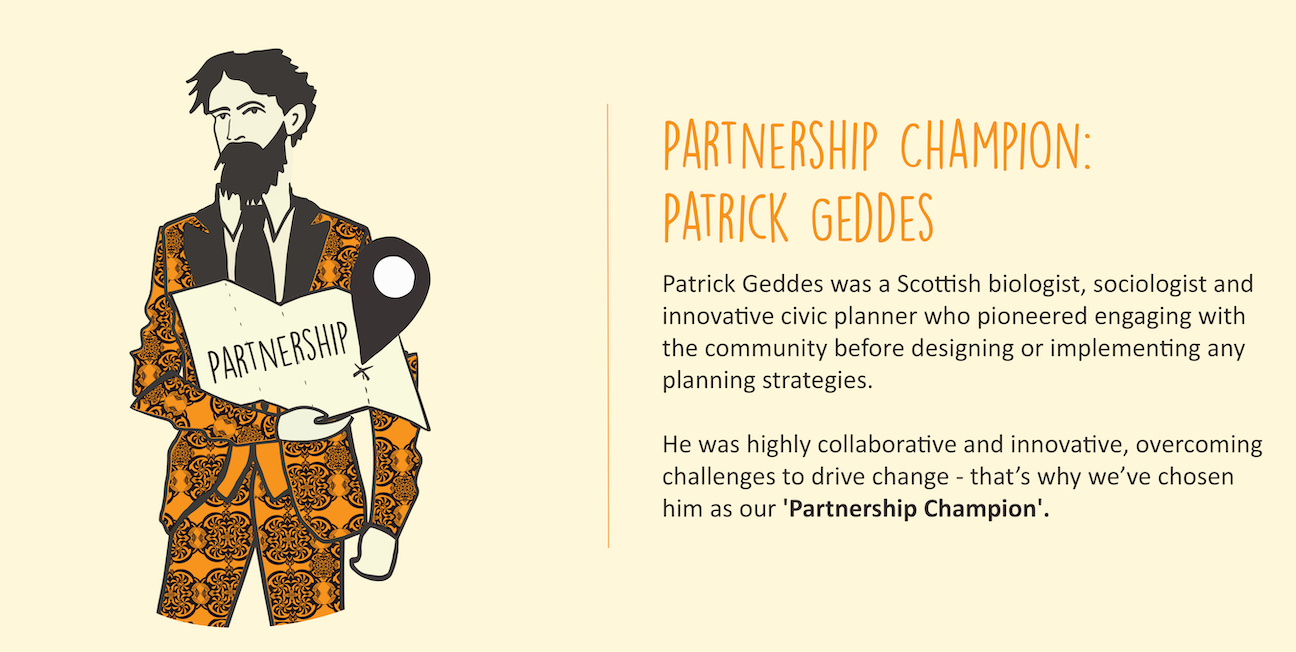 PARTNERSHIP
PARTNERSHIP CHAMPION:
PATRICK GEDDES
Patrick Geddes was a Scottish biologist, sociologist and
innovative civic planner who pioneered engaging with
the community before designing or implementing any
planning strategies.
He was highly collaborative and innovative, overcoming
challenges to drive change - that's why we've chosen
him as our 'Partnership Champion'.